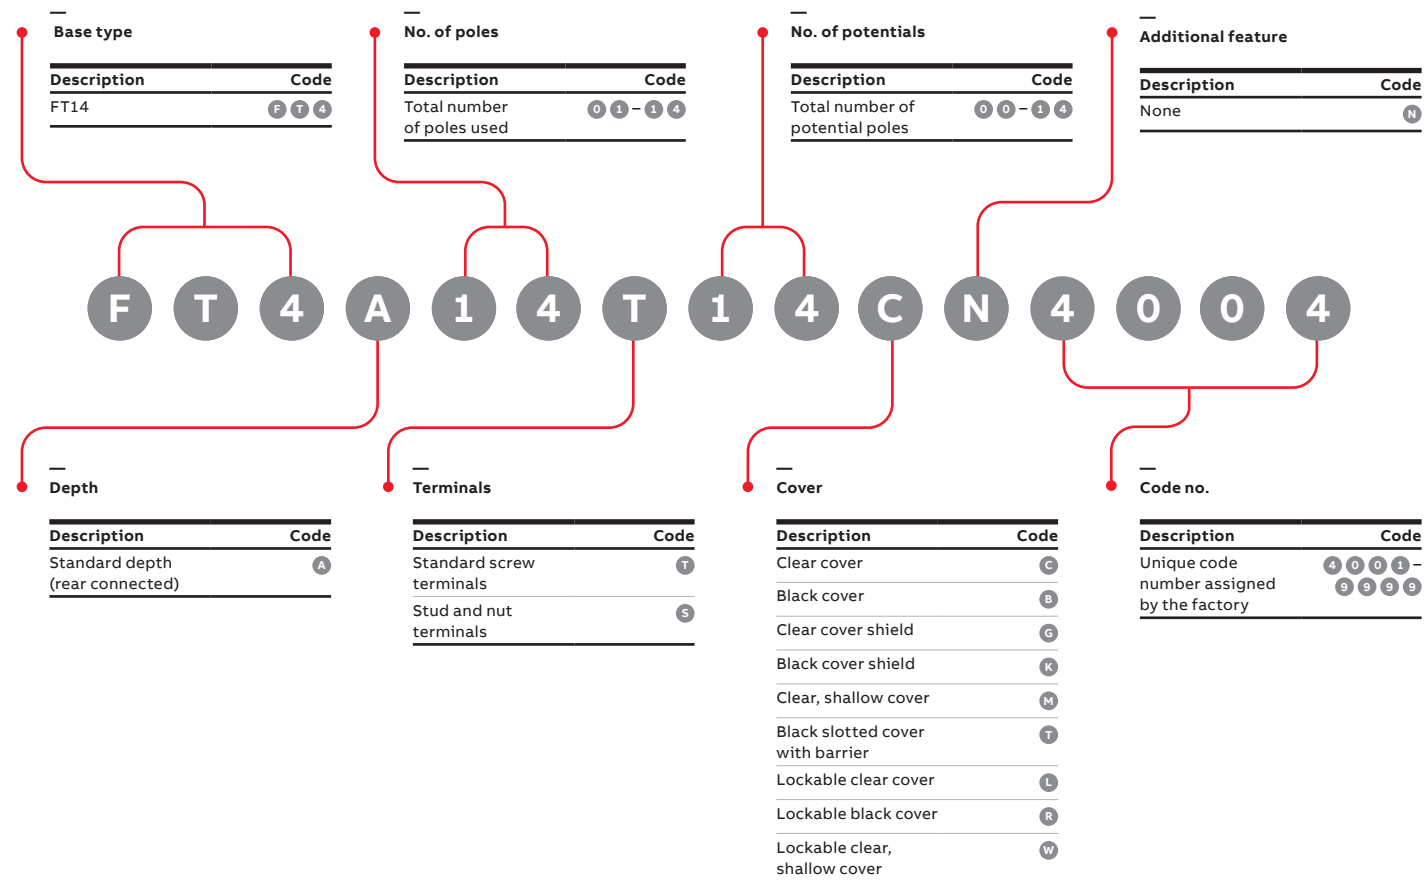 —
Base type
Description Code
FT14 F T 4
—
No. of poles
Description Code
Total number 0 1 – 1 4
of poles used
—
No. of potentials
Description Code
Total number of 0 0 – 1 4
potential poles
—
Additional feature
Description Code
None N
F T 4 A 1 4 T 1 4 C N 4 0 0 4
—
Depth
Description Code
Standard depth A
(rear connected)
—
Terminals
Description Code
Standard screw T
terminals
Stud and nut S
terminals
—
Cover
Description Code
Clear cover C
Black cover B
Clear cover shield G
Black cover shield K
Clear, shallow cover M
Black slotted cover T
with barrier
Lockable clear cover L
Lockable black cover R
Lockable clear, W
shallow cover
—
Code no.
Description Code
Unique code 4 0 0 1 –
number assigned 9 9 9 9
by the factory